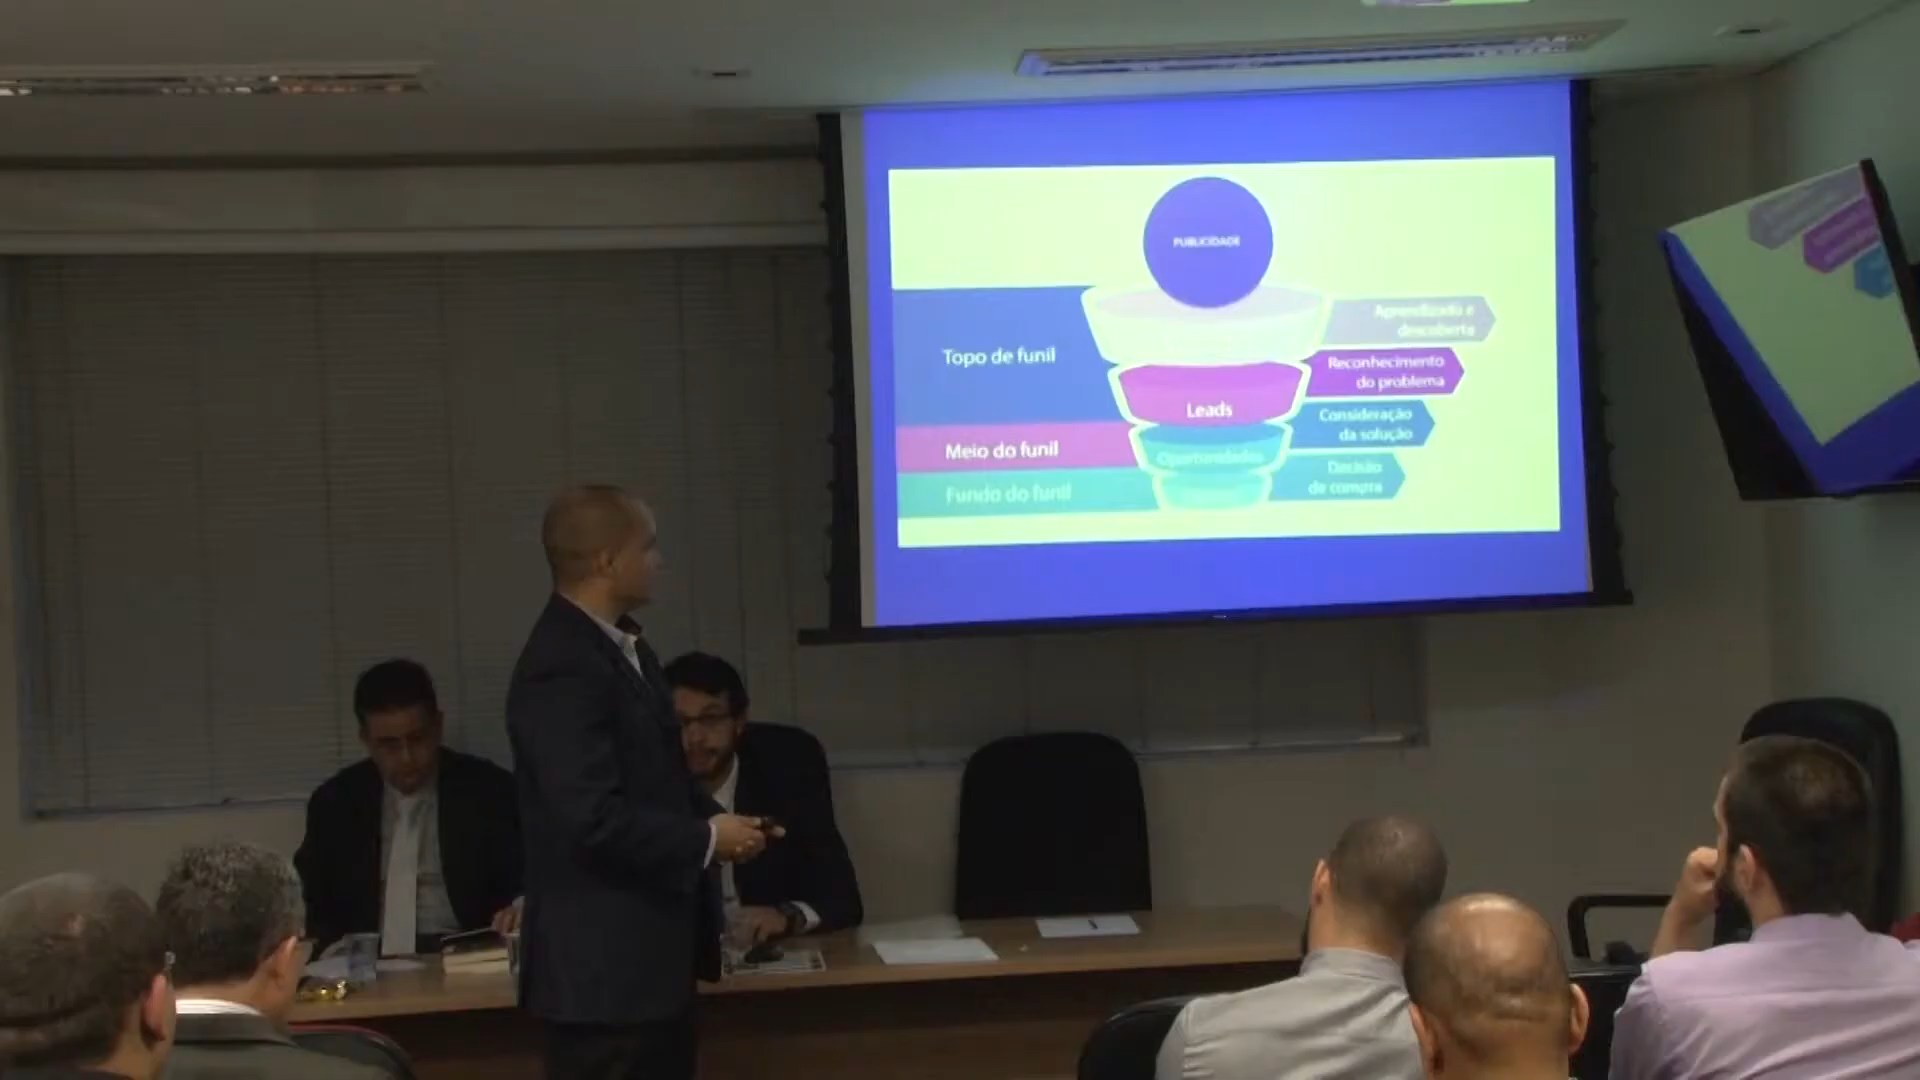 PUBLICIDADE
Topo de funil
Aprendizado e
descoberta
Reconhecimento
do problema
Leads
Meio do funil
Consideração
da solução
Oportunidades
Fundo do funil
Decisão
de compra